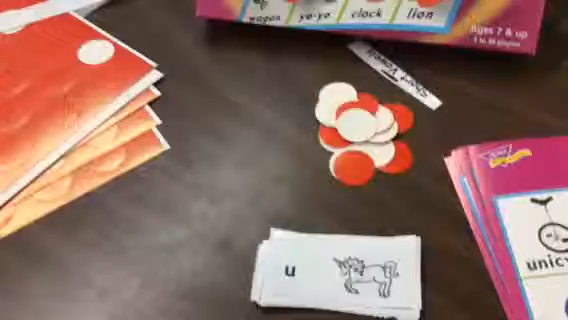 wagon yo-yo clock lion
Ages 7 & up
Short Vowels
u
unic